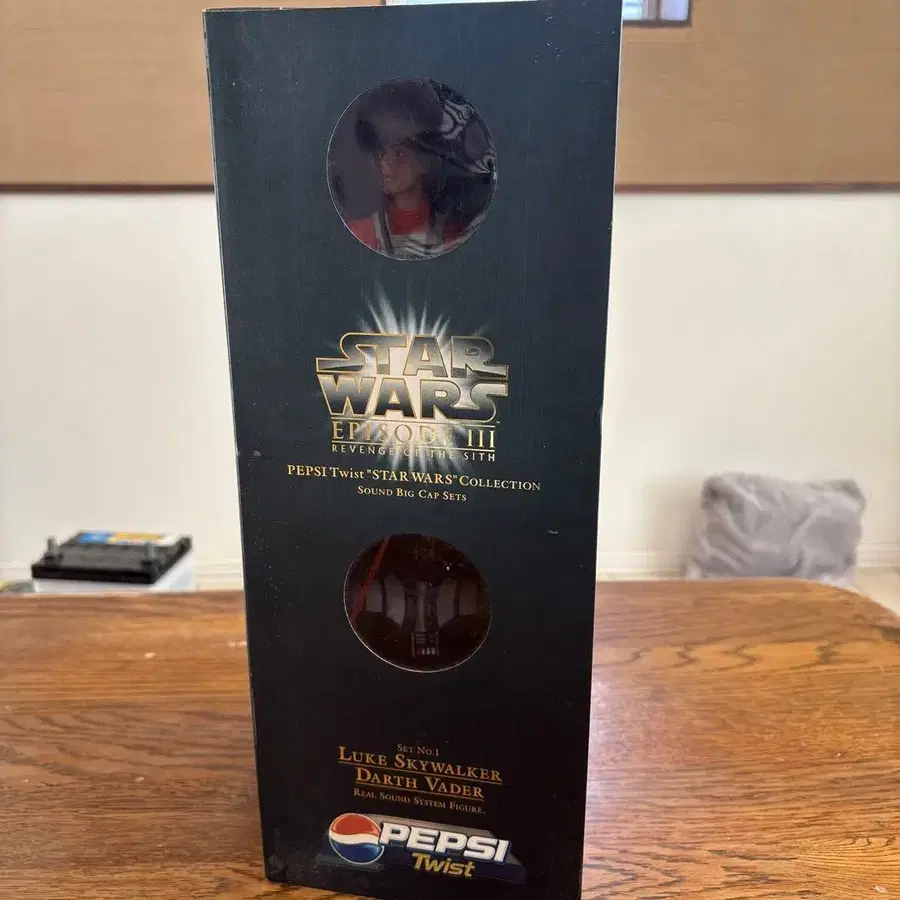 STAR
WARS
EPISODE III
REVENGE OF THE SITH
PEPSI Twist "STAR WARS" COLLECTION
SOUND BIG CAP SETS
SET NO.1
LUKE SKYWALKER
DARTH VADER
REAL SOUND SYSTEM FIGURE.
PEPSI
Twist